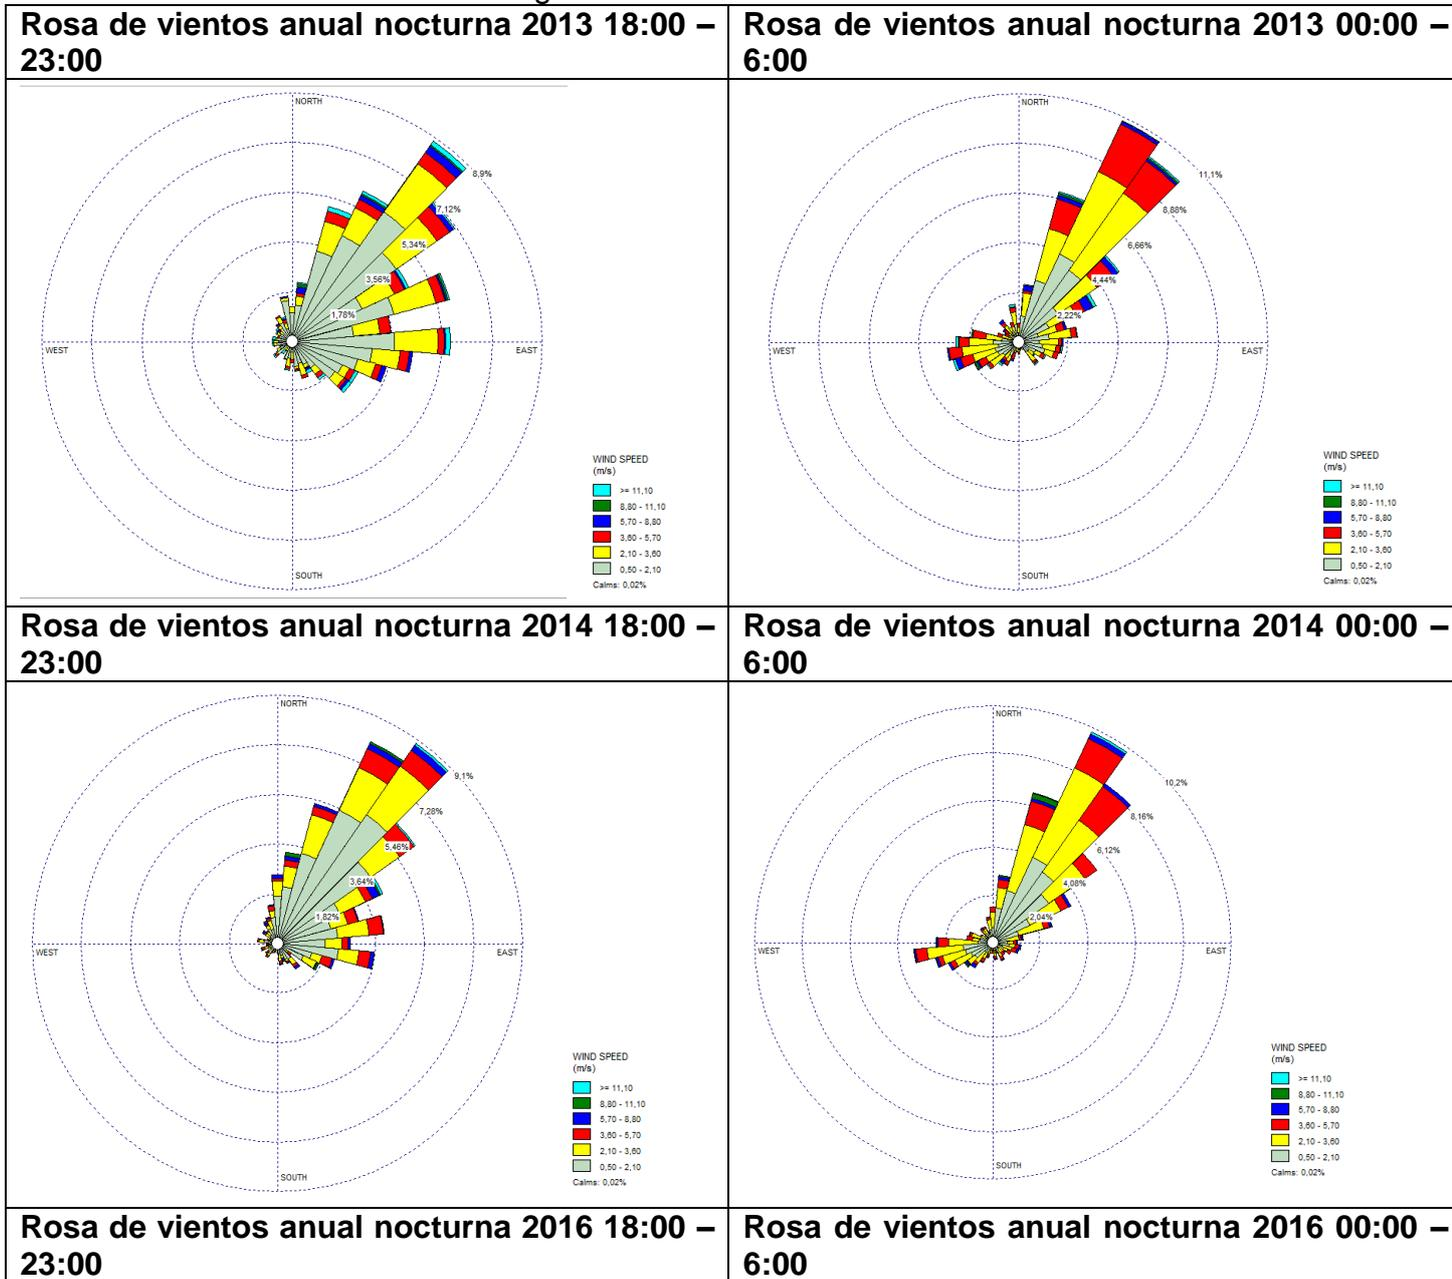 Rosa de vientos anual nocturna 2013 18:00 –
23:00
Rosa de vientos anual nocturna 2013 00:00 –
6:00
NORTH
8,9%
7,12%
5,34%
3,56%
1,78%
WEST
EAST
SOUTH
WIND SPEED
(m/s)
>= 11,10
8,80 - 11,10
5,70 - 8,80
3,60 - 5,70
2,10 - 3,60
0,50 - 2,10
Calms: 0,02%
NORTH
11,1%
8,88%
6,66%
4,44%
2,22%
WEST
EAST
SOUTH
WIND SPEED
(m/s)
>= 11,10
8,80 - 11,10
5,70 - 8,80
3,60 - 5,70
2,10 - 3,60
0,50 - 2,10
Calms: 0,02%
Rosa de vientos anual nocturna 2014 18:00 –
23:00
Rosa de vientos anual nocturna 2014 00:00 –
6:00
NORTH
9,1%
7,28%
5,46%
3,64%
1,82%
WEST
EAST
SOUTH
WIND SPEED
(m/s)
>= 11,10
8,80 - 11,10
5,70 - 8,80
3,60 - 5,70
2,10 - 3,60
0,50 - 2,10
Calms: 0,02%
NORTH
10,2%
8,16%
6,12%
4,08%
2,04%
WEST
EAST
SOUTH
WIND SPEED
(m/s)
>= 11,10
8,80 - 11,10
5,70 - 8,80
3,60 - 5,70
2,10 - 3,60
0,50 - 2,10
Calms: 0,02%
Rosa de vientos anual nocturna 2016 18:00 –
23:00
Rosa de vientos anual nocturna 2016 00:00 –
6:00